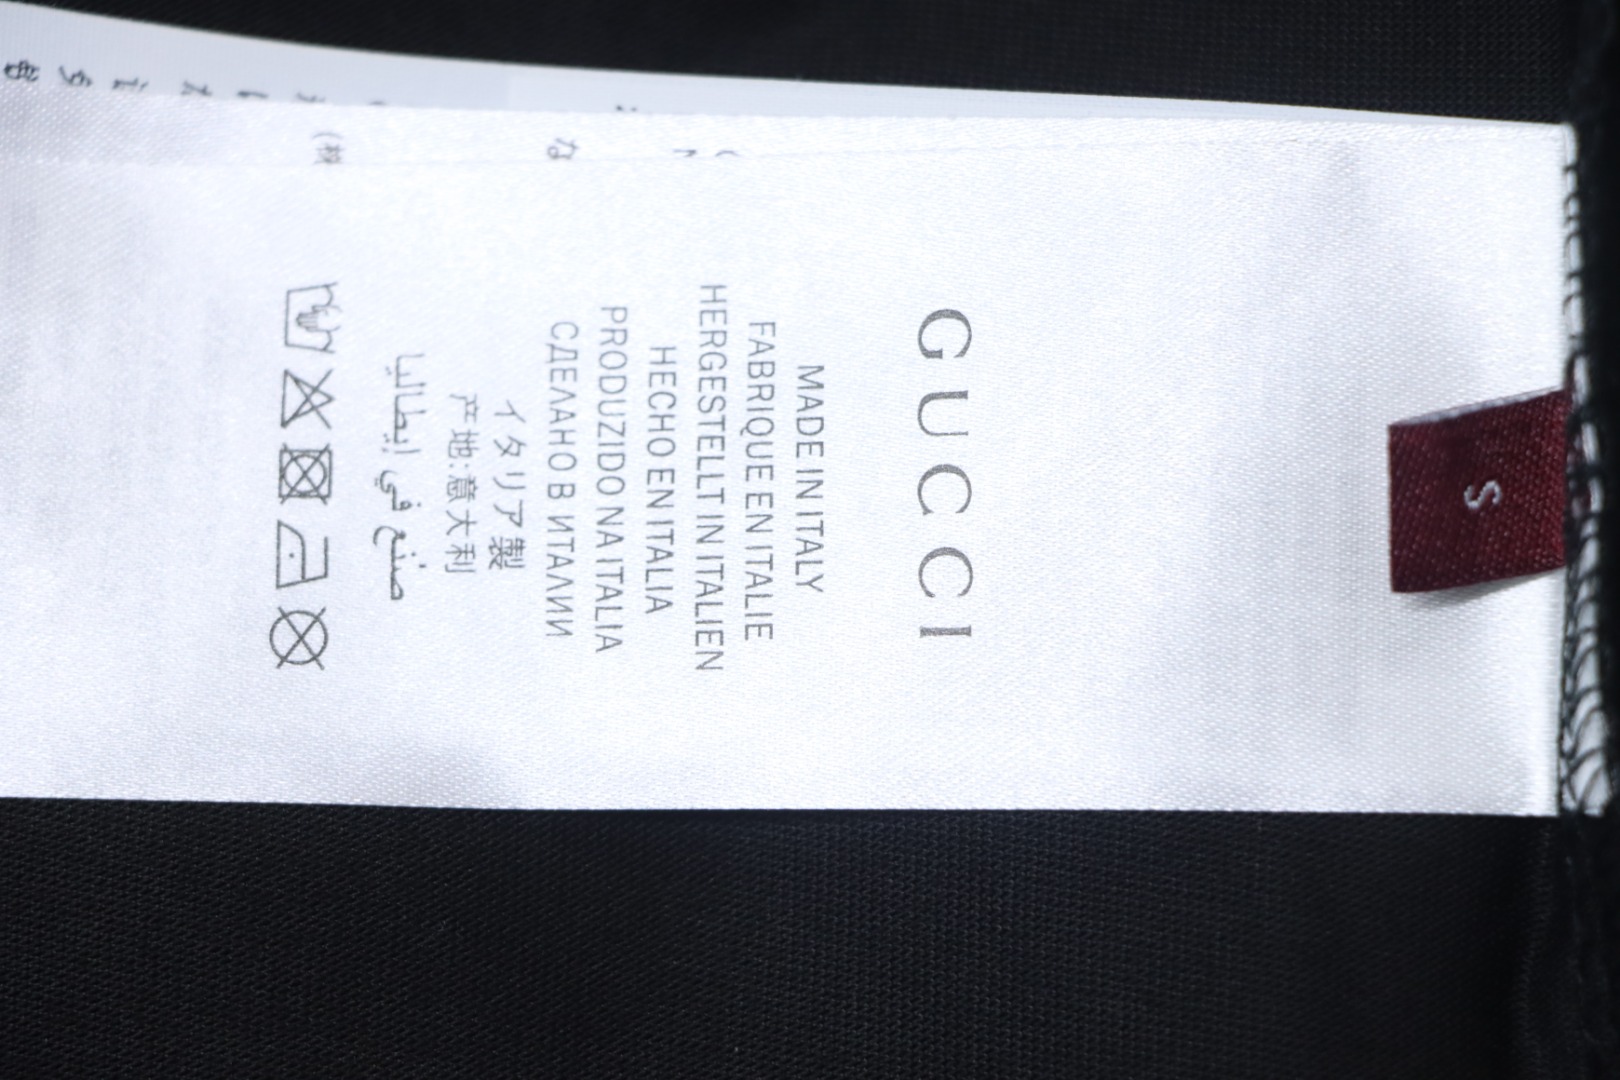 S
GUCCI
MADE IN ITALY
FABRIQUE EN ITALIE
HERGESTELLT IN ITALIEN
HECHO EN ITALIA
PRODUZIDO NA ITALIA
СДЕЛАНО В ИТАЛИИ
イタリア製
产地:意大利
صنع في إيطاليا